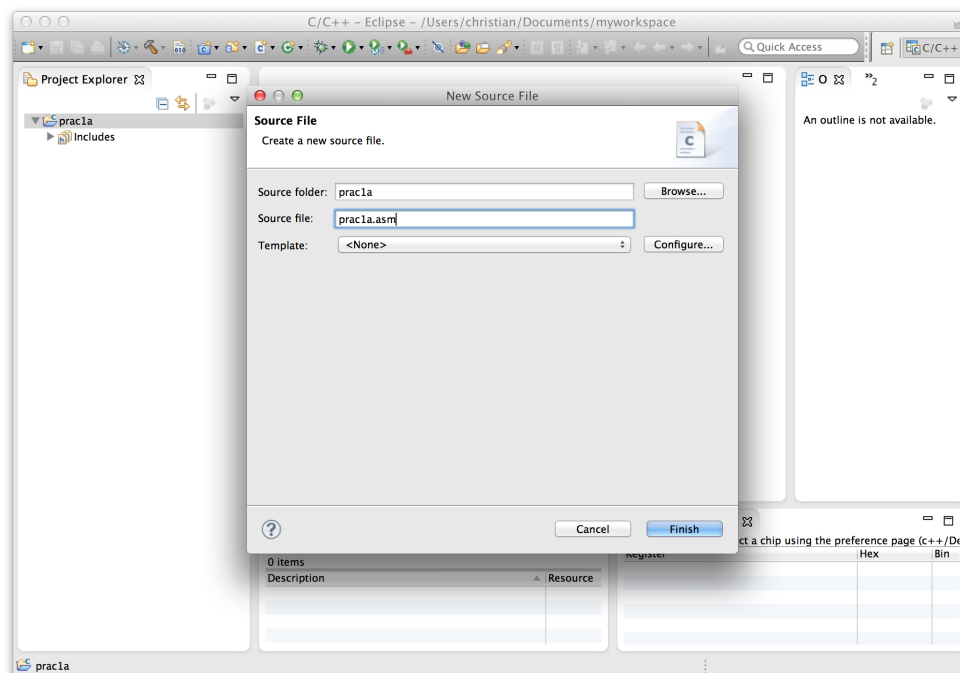 C/C++ – Eclipse – /Users/christian/Documents/myworkspace
Quick Access
C/C++
Project Explorer
prac1a
Includes
New Source File
Source File
Create a new source file.
Source folder: prac1a Browse...
Source file: prac1a.asm
Template: <None> Configure...
? Cancel Finish
O
»2
An outline is not available.
ct a chip using the preference page (c++/De
Register Hex Bin
0 items
Description Resource
prac1a